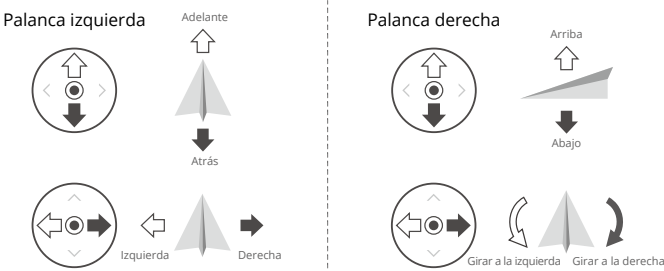 Palanca izquierda
Adelante
Atrás
Izquierda
Derecha
Palanca derecha
Arriba
Abajo
Girar a la izquierda
Girar a la derecha